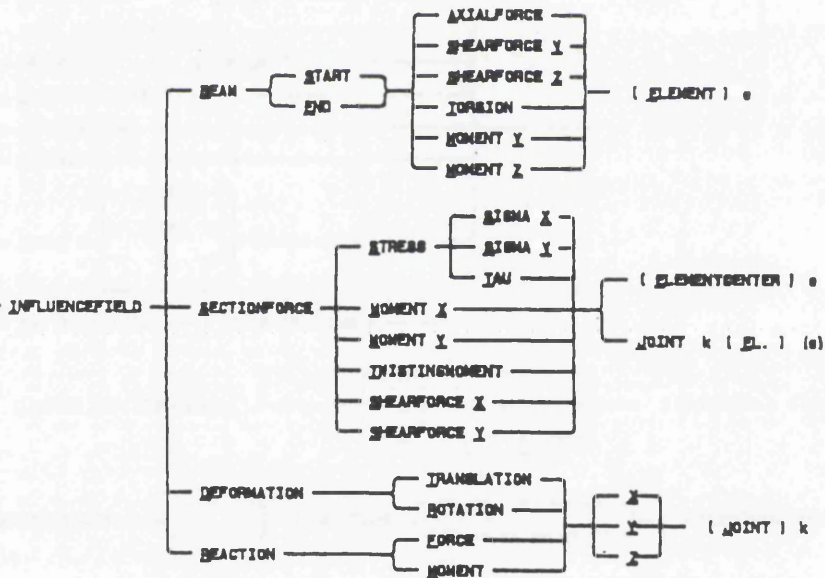 AXIALFORCE
SHEARFORCE Y
SHEARFORCE Z
BEAM START
END
TORSION
( ELEMENT ) e
MOMENT Y
MOMENT Z
INFLUENCEFIELD
SECTIONFORCE
STRESS
SIGMA X
SIGMA Y
TAU
MOMENT X
MOMENT Y
TWISTINGMOMENT
SHEARFORCE X
SHEARFORCE Y
( ELEMENTCENTER ) e
JOINT k ( EL. ) (e)
DEFORMATION
TRANSLATION
ROTATION
REACTION
FORCE
MOMENT
X
Y
Z
( JOINT ) k